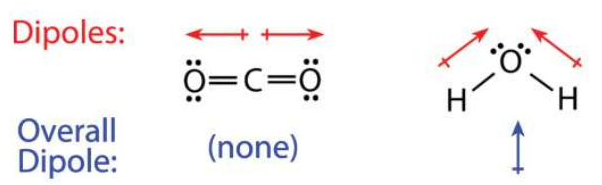 Dipoles:
Ö=C=Ö
O
H H
Overall
Dipole:
(none)